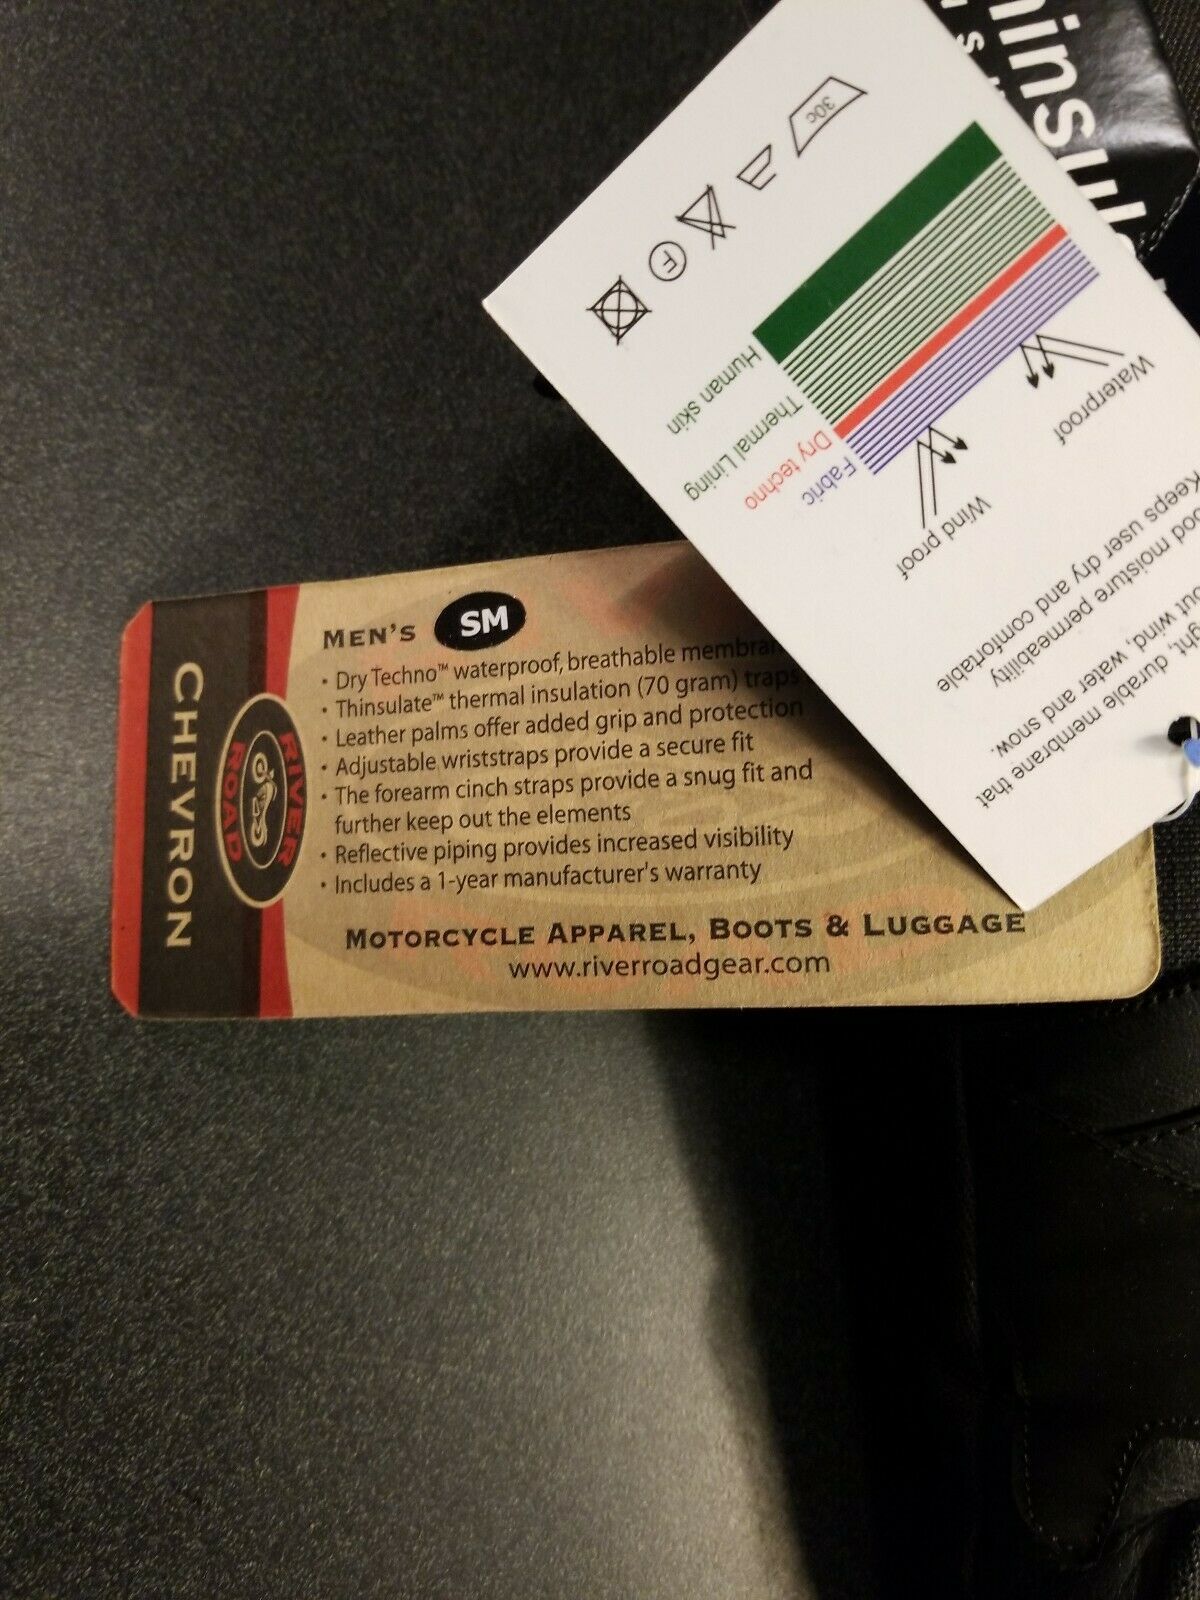 CHEVRON
RIVER
ROAD
MEN'S SM
• Dry Techno™ waterproof, breathable
• Thinsulate™ thermal insulation (70 gram) traps
• Leather palms offer added grip and protection
• Adjustable wriststraps provide a secure fit
• The forearm cinch straps provide a snug fit and
further keep out the elements
• Reflective piping provides increased visibility
• Includes a 1-year manufacturer's warranty
MOTORCYCLE APPAREL, BOOTS & LUGGAGE
www.riverroadgear.com
durable membrane that
wind, water and snow.
moisture permeability
Keeps user dry and comfortable
Wind proof
Waterproof
Fabric
Dry techno
Thermal Lining
Human skin
F
30c